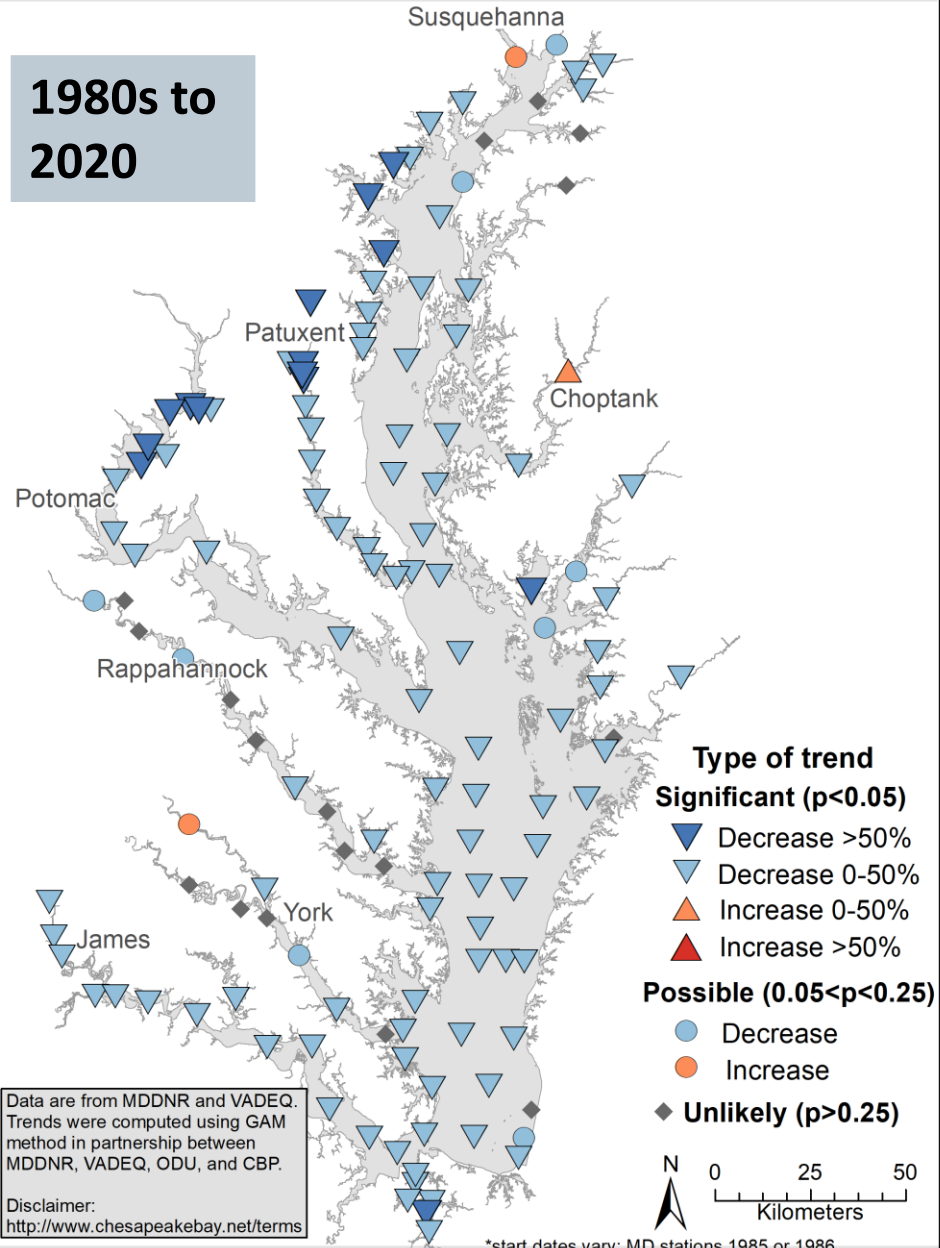 Susquehanna
1980s to
2020
Patuxent
Choptank
Potomac
Rappahannock
Type of trend
Significant (p<0.05)
Decrease >50%
Decrease 0-50%
Increase 0-50%
Increase >50%
York
James
Possible (0.05<p<0.25)
Decrease
Increase
Unlikely (p>0.25)
Data are from MDDNR and VADEQ.
Trends were computed using GAM
method in partnership between
MDDNR, VADEQ, ODU, and CBP.
Disclaimer:
http://www.chesapeakebay.net/terms
N
0 25 50
Kilometers
*start dates vary: MD stations 1985 or 1986